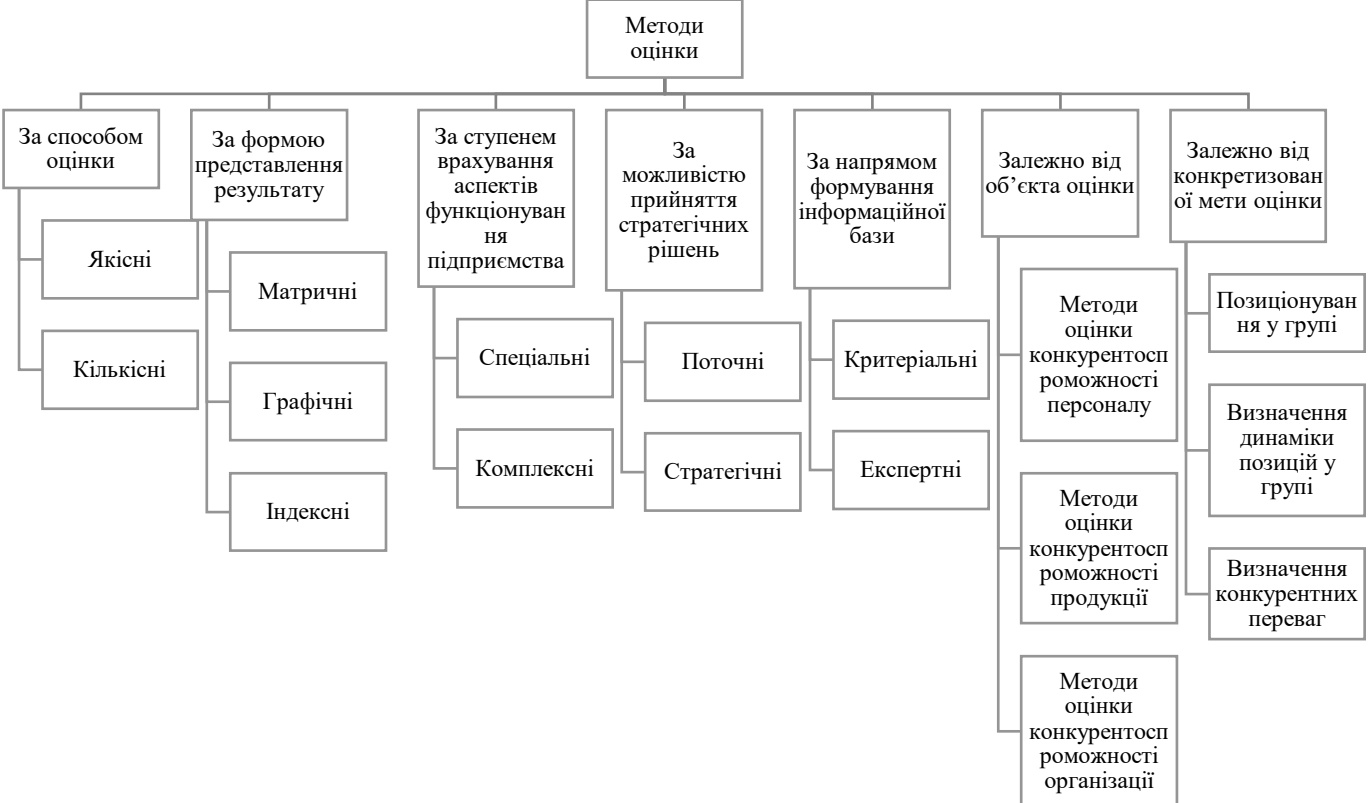 Методи
оцінки
За способом
оцінки
Якісні
Кількісні
За формою
представлення
результату
Матричні
Графічні
Індексні
За ступенем
врахування
аспектів
функціонуван
ня
підприємства
Спеціальні
Комплексні
За
можливістю
прийняття
стратегічних
рішень
Поточні
Стратегічні
За напрямом
формування
інформаційної
бази
Критеріальні
Експертні
Залежно від
об’єкта оцінки
Методи
оцінки
конкурентосп
роможності
персоналу
Методи
оцінки
конкурентосп
роможності
продукції
Методи
оцінки
конкурентосп
роможності
організації
Залежно від
конкретизован
ої мети оцінки
Позиціонуван
ня у групі
Визначення
динаміки
позицій у
групі
Визначення
конкурентних
переваг